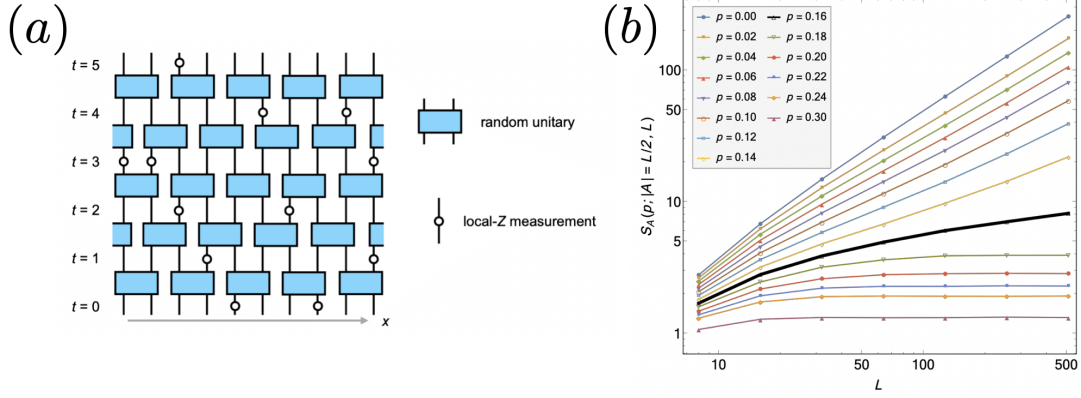 (a)
t = 5
t = 4
t = 3
t = 2
t = 1
t = 0
x
random unitary
local-Z measurement
(b)
p = 0.00
p = 0.02
p = 0.04
p = 0.06
p = 0.08
p = 0.10
p = 0.12
p = 0.14
p = 0.16
p = 0.18
p = 0.20
p = 0.22
p = 0.24
p = 0.30
S_A(p; |A| = L/2, L)
100
50
10
5
1
10
50
100
500
L